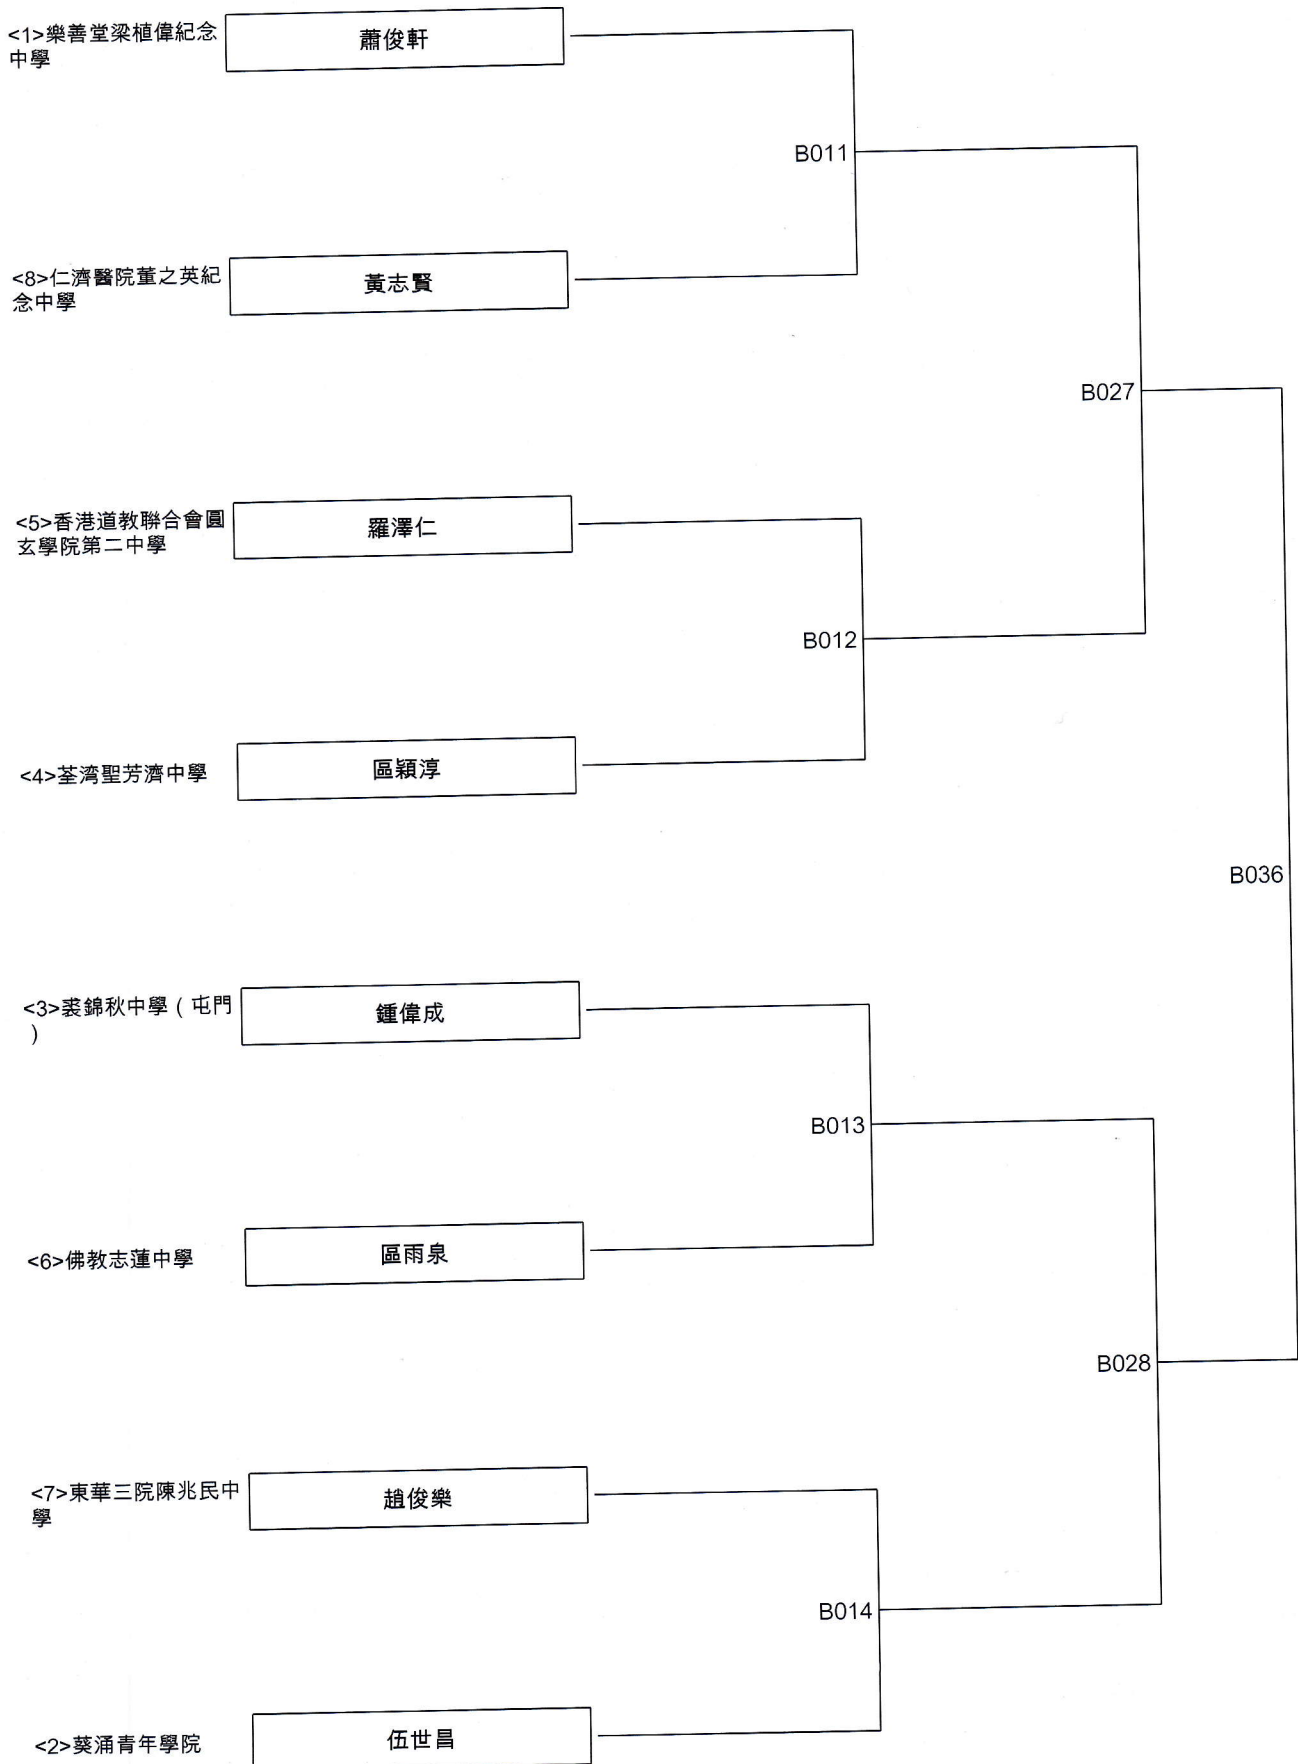 <1>樂善堂梁植偉紀念
中學
蕭俊軒
B011
<8>仁濟醫院董之英紀
念中學
黃志賢
B027
<5>香港道教聯合會圓
玄學院第二中學
羅澤仁
B012
<4>荃湾聖芳濟中學
區穎淳
B036
<3>裘錦秋中學（屯門
）
鍾偉成
B013
<6>佛教志蓮中學
區雨泉
B028
<7>東華三院陳兆民中
學
趙俊樂
B014
<2>葵涌青年學院
伍世昌